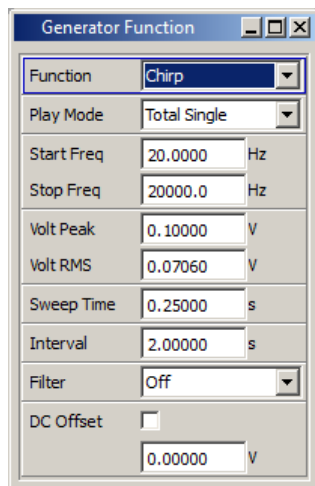 Generator Function
Function Chirp
Play Mode Total Single
Start Freq 20.0000 Hz
Stop Freq 20000.0 Hz
Volt Peak 0.10000 V
Volt RMS 0.07060 V
Sweep Time 0.25000 s
Interval 2.00000 s
Filter Off
DC Offset
0.00000 V